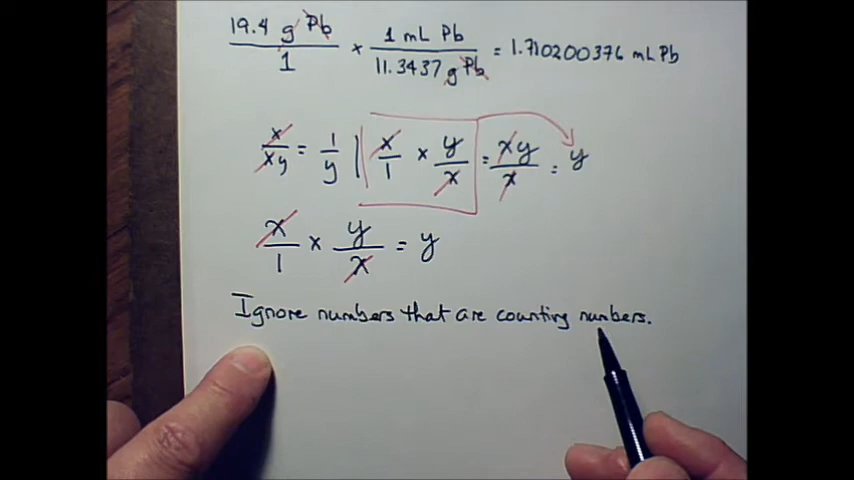 19.4 g Pb / 1 × 1 mL Pb / 11.3437 g Pb = 1.710200376 mL Pb
x / xy = 1 / y | x / 1 × y / x = xy / x = y
x / 1 × y / x = y
Ignore numbers that are counting numbers.